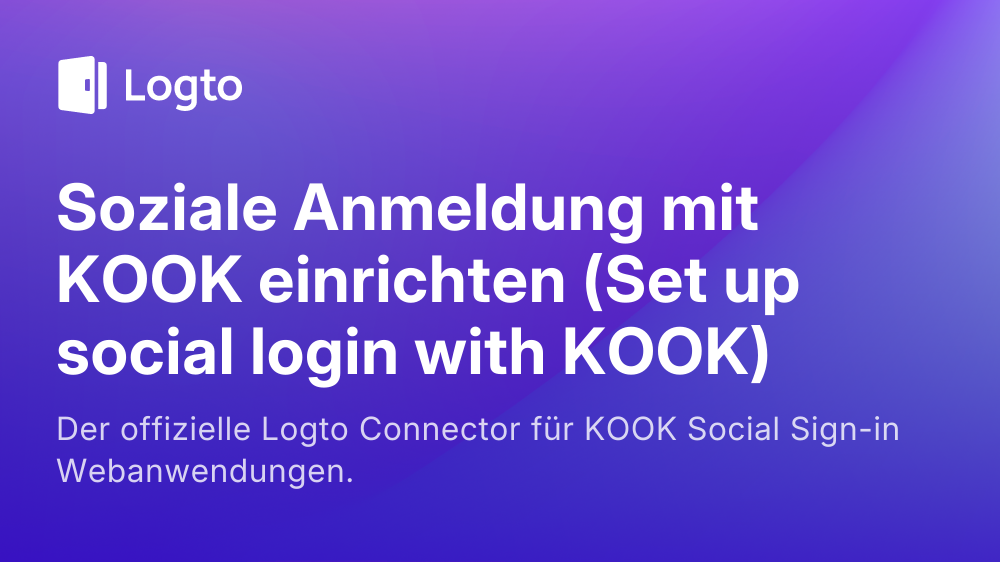 Logto
Soziale Anmeldung mit
KOOK einrichten (Set up
social login with KOOK)
Der offizielle Logto Connector für KOOK Social Sign-in
Webanwendungen.